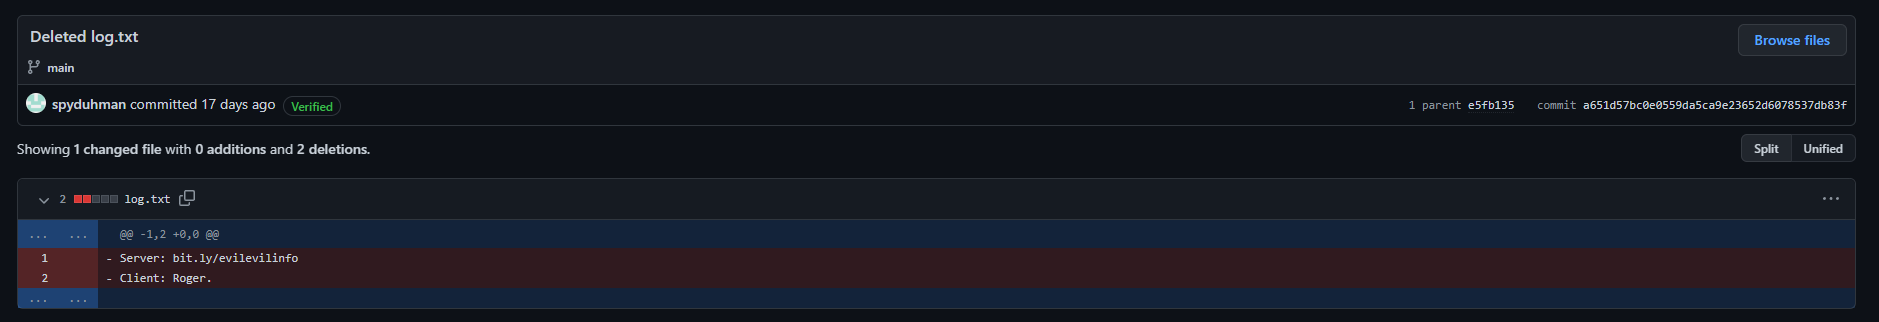 Deleted log.txt
Browse files
main
spyduhman committed 17 days ago Verified
1 parent e5fb135 commit a651d57bc0e0559da5ca9e23652d6078537db83f
Showing 1 changed file with 0 additions and 2 deletions.
Split Unified
2 log.txt ...
... ... @@ -1,2 +0,0 @@
1 - Server: bit.ly/evilevilinfo
2 - Client: Roger.
... ...